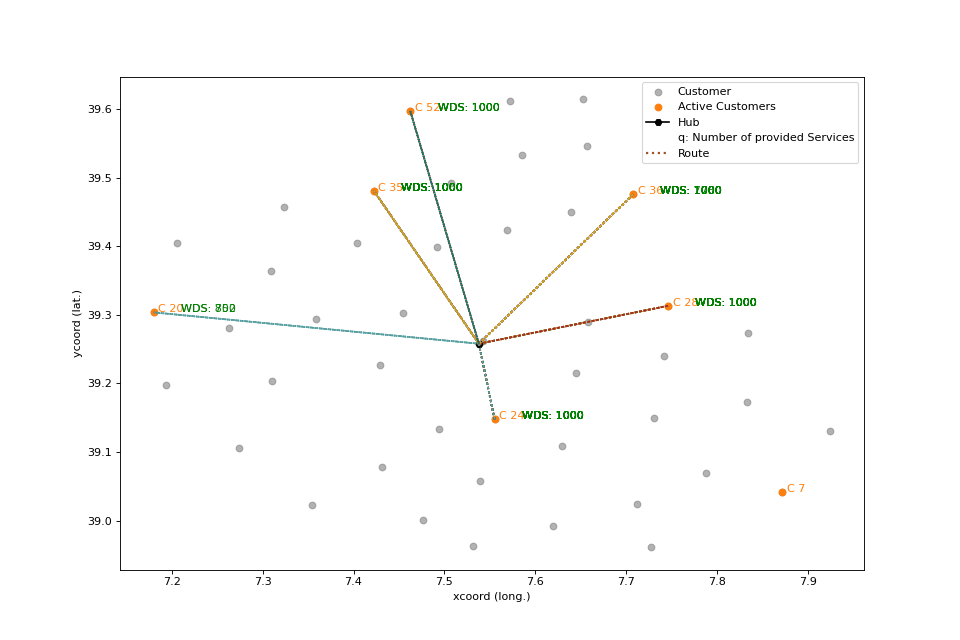 Customer
Active Customers
Hub
q: Number of provided Services
Route
C 52 WDS: 1000
C 35 WDS: 1000
C 36 WDS:
C 20 WDS:
C 28 WDS: 1000
C 24 WDS: 1000
C 7
39.6
39.5
39.4
39.3
39.2
39.1
39.0
7.2 7.3 7.4 7.5 7.6 7.7 7.8 7.9
xcoord (long.)
ycoord (lat.)